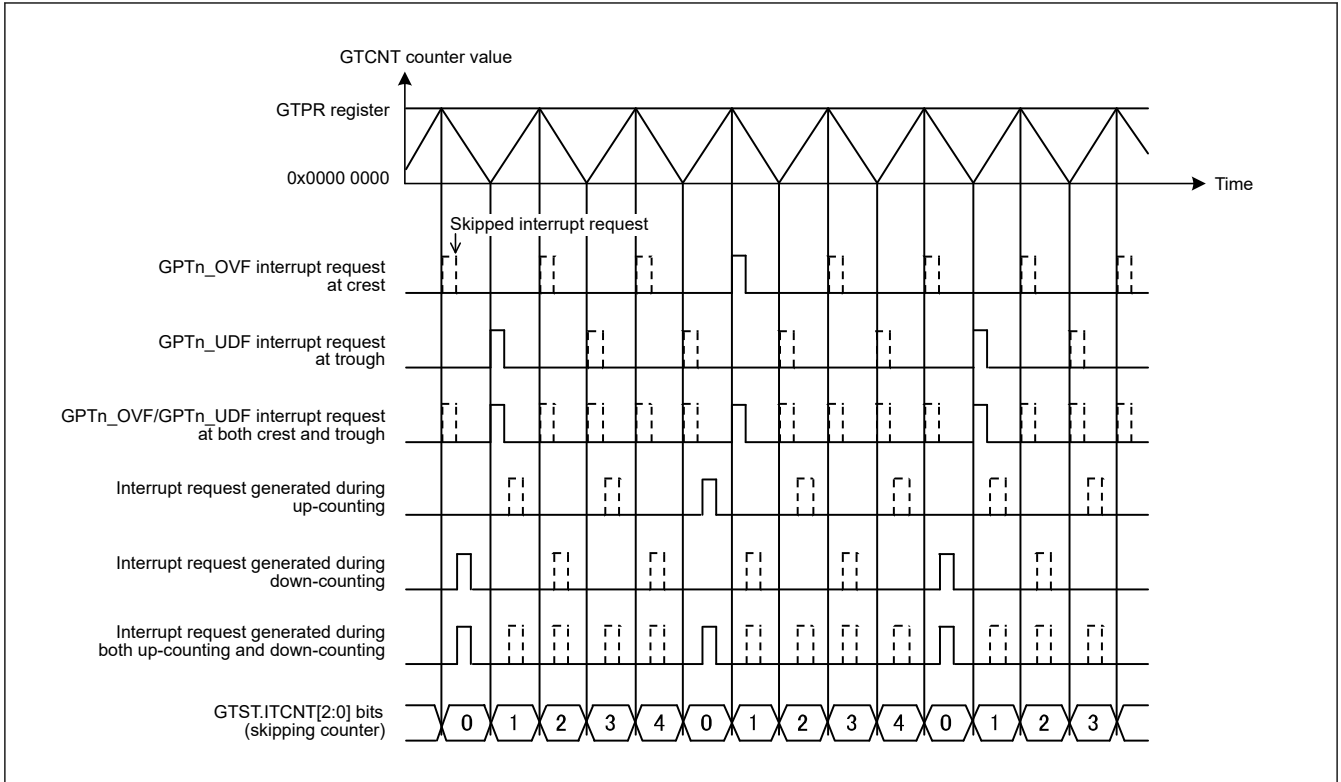 GTCNT counter value
GTPR register
0x0000 0000
Time
Skipped interrupt request
GPTn_OVF interrupt request
at crest
GPTn_UDF interrupt request
at trough
GPTn_OVF/GPTn_UDF interrupt request
at both crest and trough
Interrupt request generated during
up-counting
Interrupt request generated during
down-counting
Interrupt request generated during
both up-counting and down-counting
GTST.ITCNT[2:0] bits
(skipping counter)
0 1 2 3 4 0 1 2 3 4 0 1 2 3